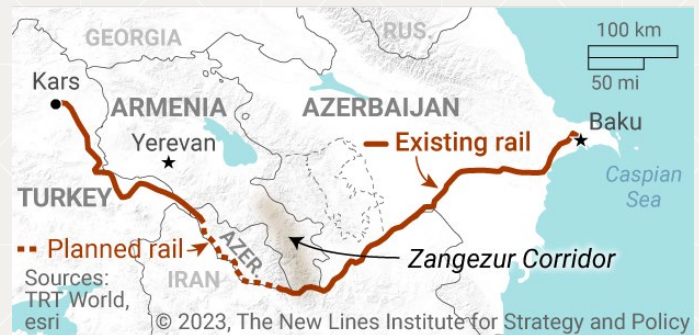 GEORGIA
RUS.
100 km
50 mi
Kars
ARMENIA
AZERBAIJAN
Yerevan
Existing rail
Baku
TURKEY
Caspian
Sea
Planned rail
AZER.
Zangezur Corridor
IRAN
Sources:
TRT World,
esri
© 2023, The New Lines Institute for Strategy and Policy